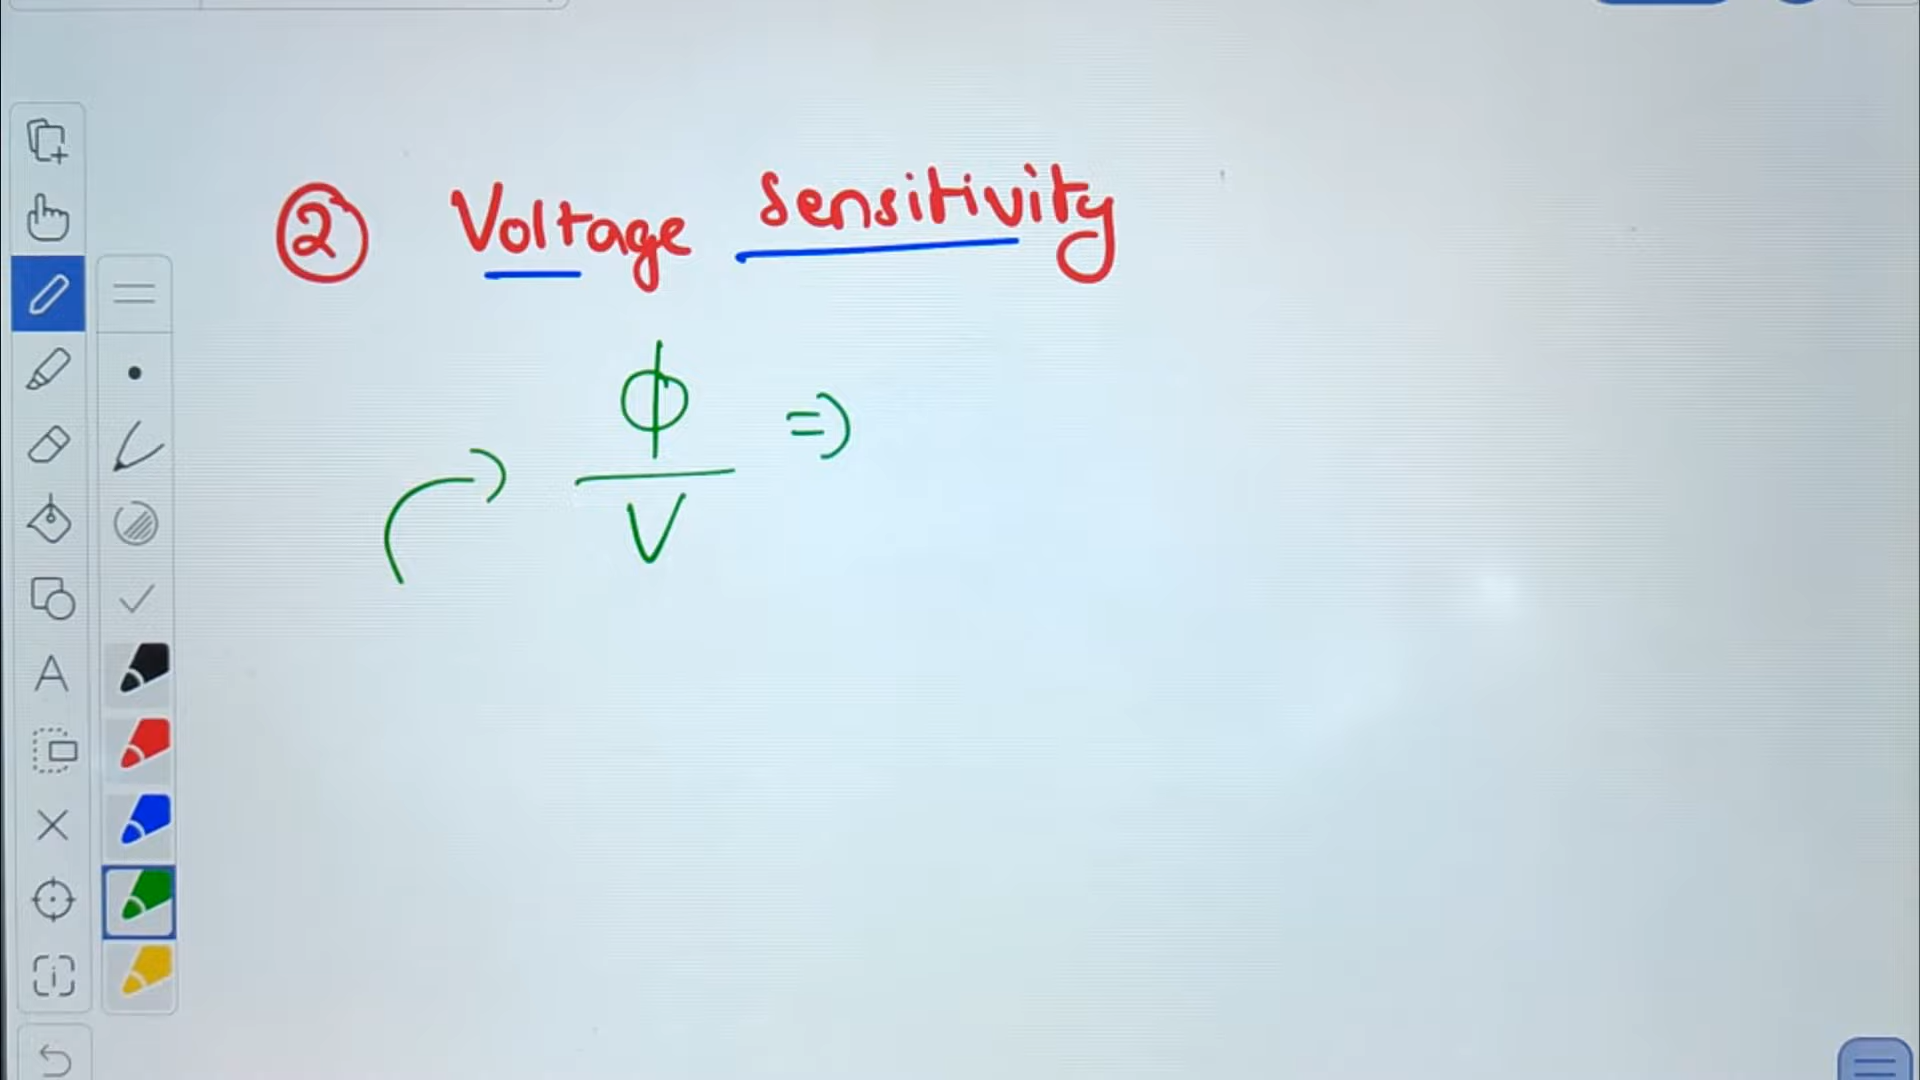 ② Voltage Sensitivity
ϕ/V =>
A